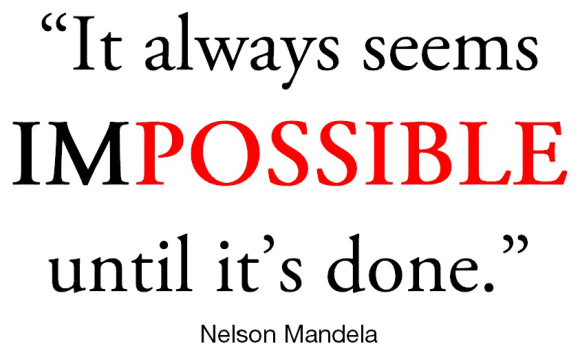 “It always seems
IMPOSSIBLE
until it’s done.”
Nelson Mandela